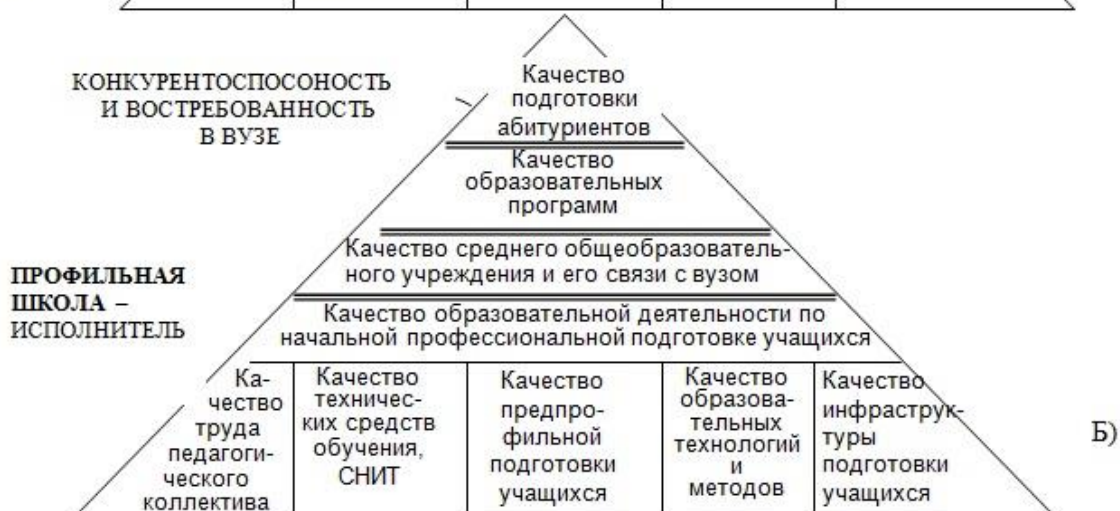 КОНКУРЕНТОСПОСОНОСТЬ
И ВОСТРЕБОВАННОСТЬ
В ВУЗЕ
Качество
подготовки
абитуриентов
Качество
образовательных
программ
Качество среднего общеобразователь-
ного учреждения и его связи с вузом
ПРОФИЛЬНАЯ
ШКОЛА –
ИСПОЛНИТЕЛЬ
Качество образовательной деятельности по
начальной профессиональной подготовке учащихся
Ка-
чество
труда
педагоги-
ческого
коллектива
Качество
техничес-
ких средств
обучения,
СНИТ
Качество
предпро-
фильной
подготовки
учащихся
Качество
образова-
тельных
технологий
и
методов
Качество
инфраструк-
туры
подготовки
учащихся
Б)